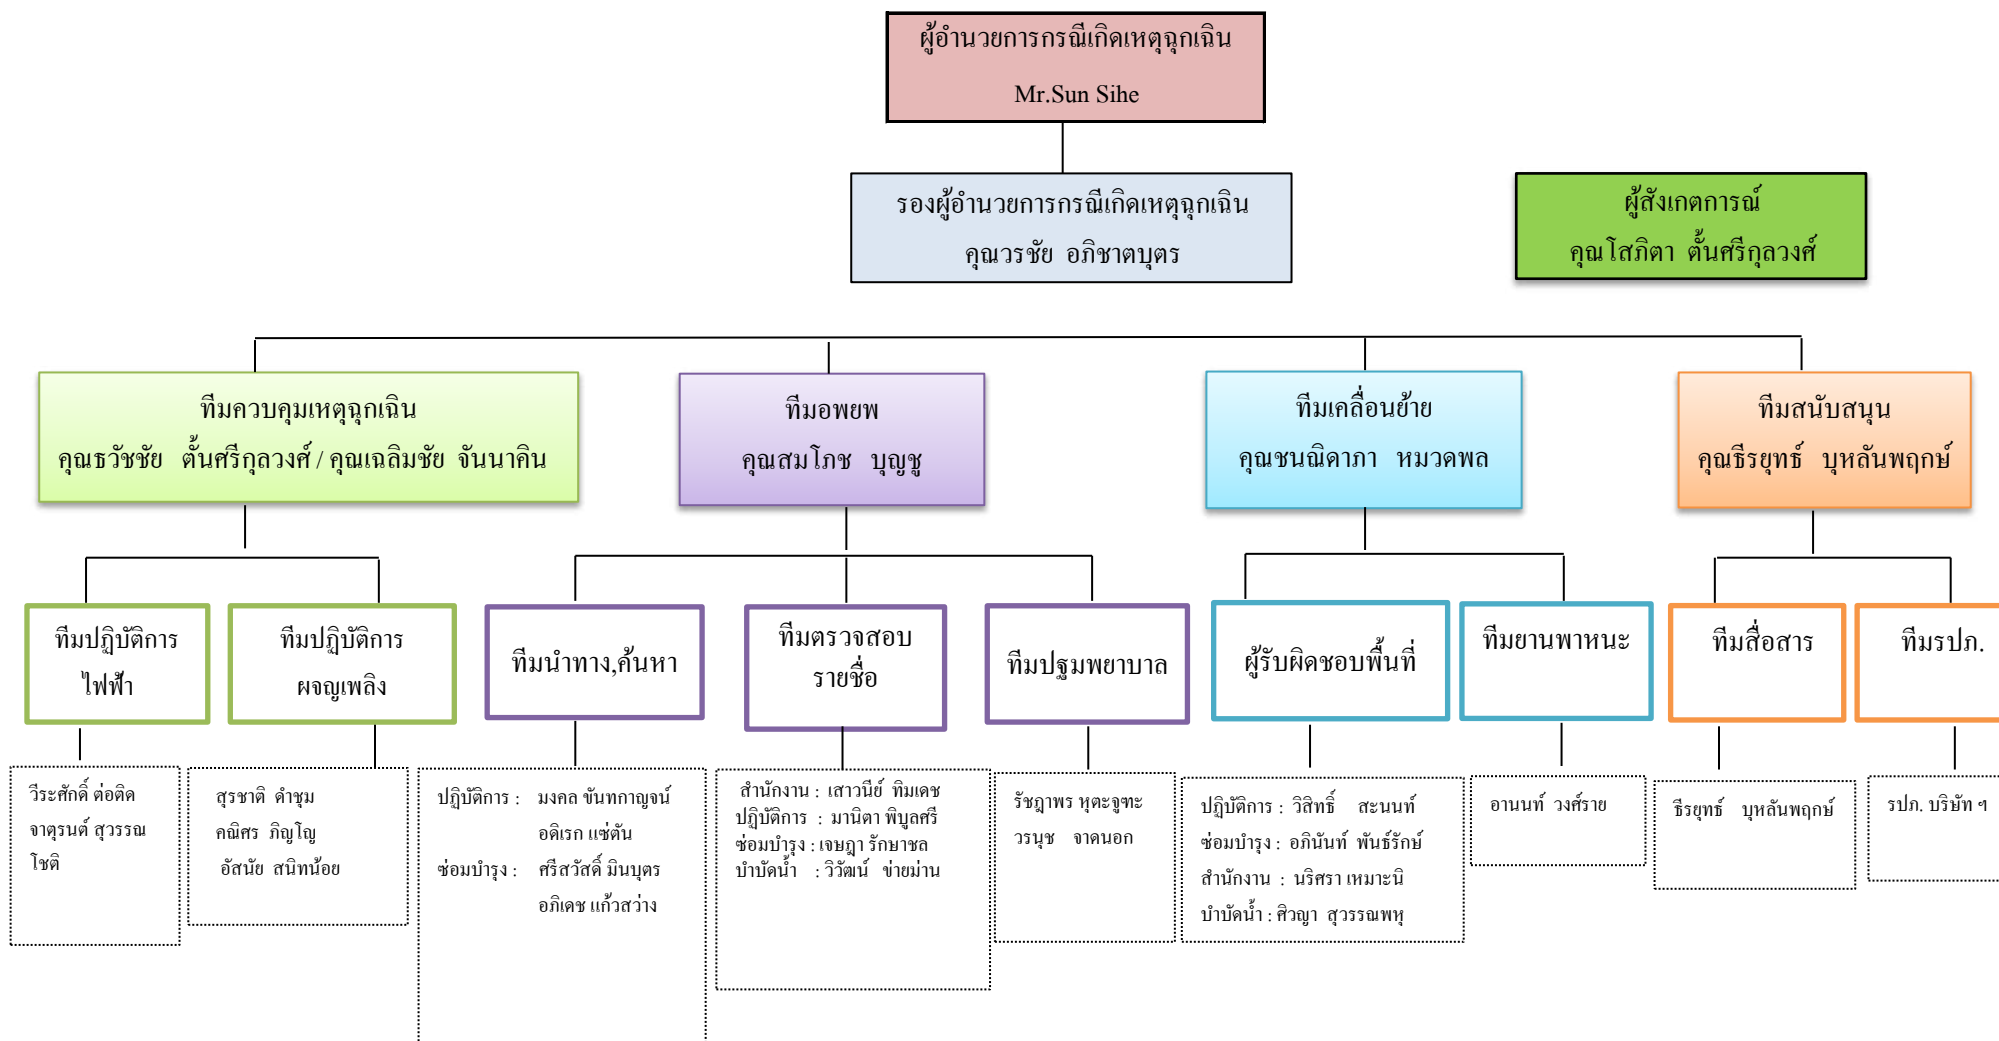 ผู้อำนวยการกรณีเกิดเหตุฉุกเฉิน
Mr.Sun Sihe
รองผู้อำนวยการกรณีเกิดเหตุฉุกเฉิน
คุณวรชัย อภิชาตบุตร
ผู้สังเกตการณ์
คุณโสภิตา ตั้นศรีกุลวงศ์
ทีมควบคุมเหตุฉุกเฉิน
คุณธวัชชัย ตั้นศรีกุลวงศ์ / คุณเฉลิมชัย จันนาคิน
ทีมอพยพ
คุณสมโภช บุญชู
ทีมเคลื่อนย้าย
คุณชนณิดาภา หมวดพล
ทีมสนับสนุน
คุณธีรยุทธ์ บุหลันพฤกษ์
ทีมปฏิบัติการ
ไฟฟ้า
ทีมปฏิบัติการ
ผจญเพลิง
ทีมนำทาง,ค้นหา
ทีมตรวจสอบ
รายชื่อ
ทีมปฐมพยาบาล
ผู้รับผิดชอบพื้นที่
ทีมยานพาหนะ
ทีมสื่อสาร
ทีมรปภ.
วีระศักดิ์ ต่อติด
จาตุรนต์ สุวรรณ
โชติ
สุรชาติ คำชุม
คณิศร ภิญโญ
อัสนัย สนิทน้อย
ปฏิบัติการ : มงคล ขันทกาญจน์
อดิเรก แซ่ตัน
ซ่อมบำรุง : ศรีสวัสดิ์ มินบุตร
อภิเดช แก้วสว่าง
สำนักงาน : เสาวนีย์ ทิมเดช
ปฏิบัติการ : มานิตา พิบูลศรี
ซ่อมบำรุง : เจษฎา รักษาชล
บำบัดน้ำ : วิวัฒน์ ข่ายม่าน
รัชฎาพร หุตะจูฑะ
วรนุช จาดนอก
ปฏิบัติการ : วิสิทธิ์ สะนนท์
ซ่อมบำรุง : อภินันท์ พันธ์รักษ์
สำนักงาน : นริศรา เหมาะนิ
บำบัดน้ำ : ศิวญา สุวรรณพหุ
อานนท์ วงศ์ราย
ธีรยุทธ์ บุหลันพฤกษ์
รปภ. บริษัท ฯ